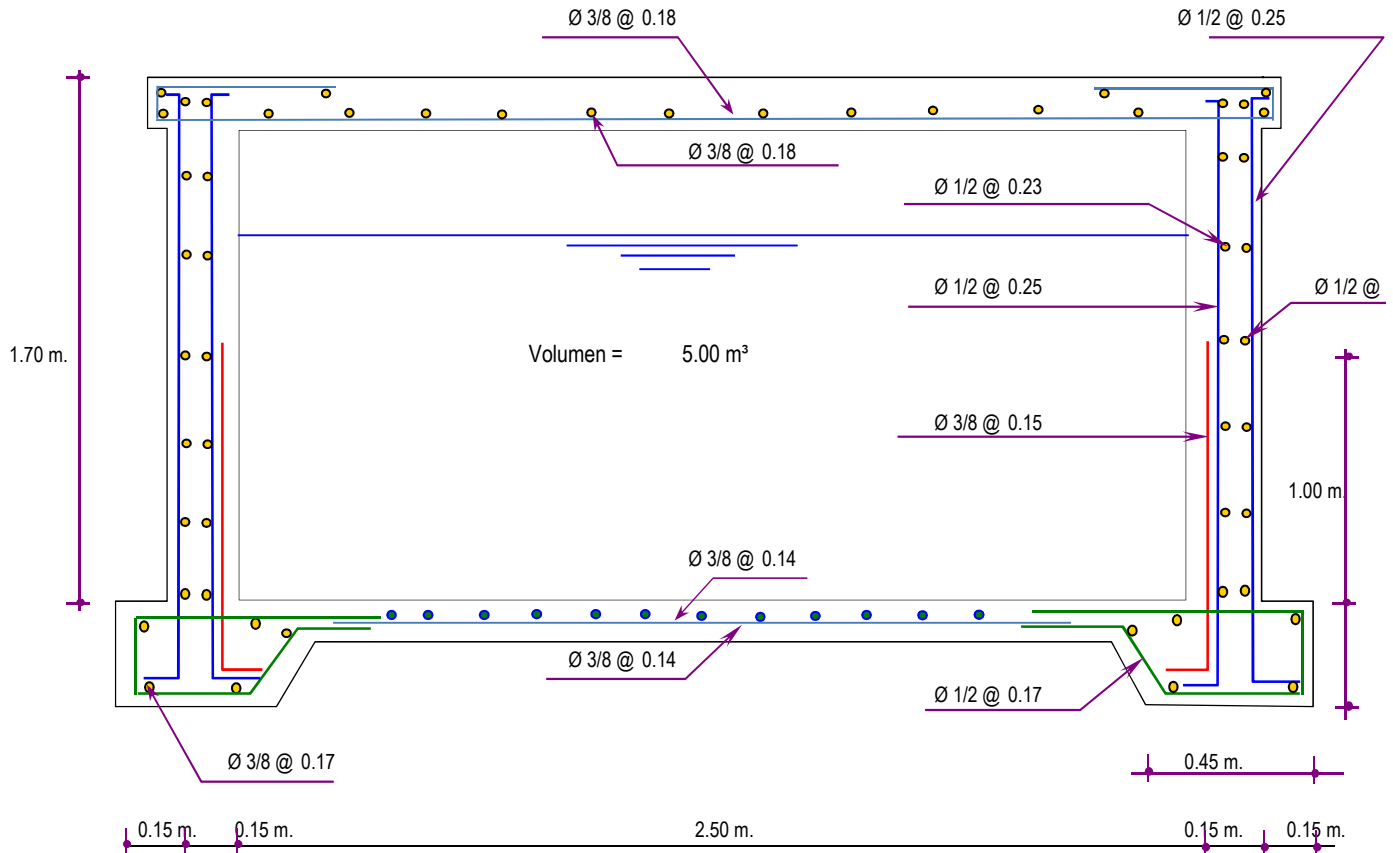 Ø 3/8 @ 0.18
Ø 1/2 @ 0.25
Ø 3/8 @ 0.18
Ø 1/2 @ 0.23
Ø 1/2 @ 0.25
Ø 1/2 @
1.70 m.
Volumen = 5.00 m³
Ø 3/8 @ 0.15
1.00 m.
Ø 3/8 @ 0.14
Ø 3/8 @ 0.14
Ø 1/2 @ 0.17
Ø 3/8 @ 0.17
0.45 m.
0.15 m. 0.15 m. 2.50 m. 0.15 m. 0.15 m.